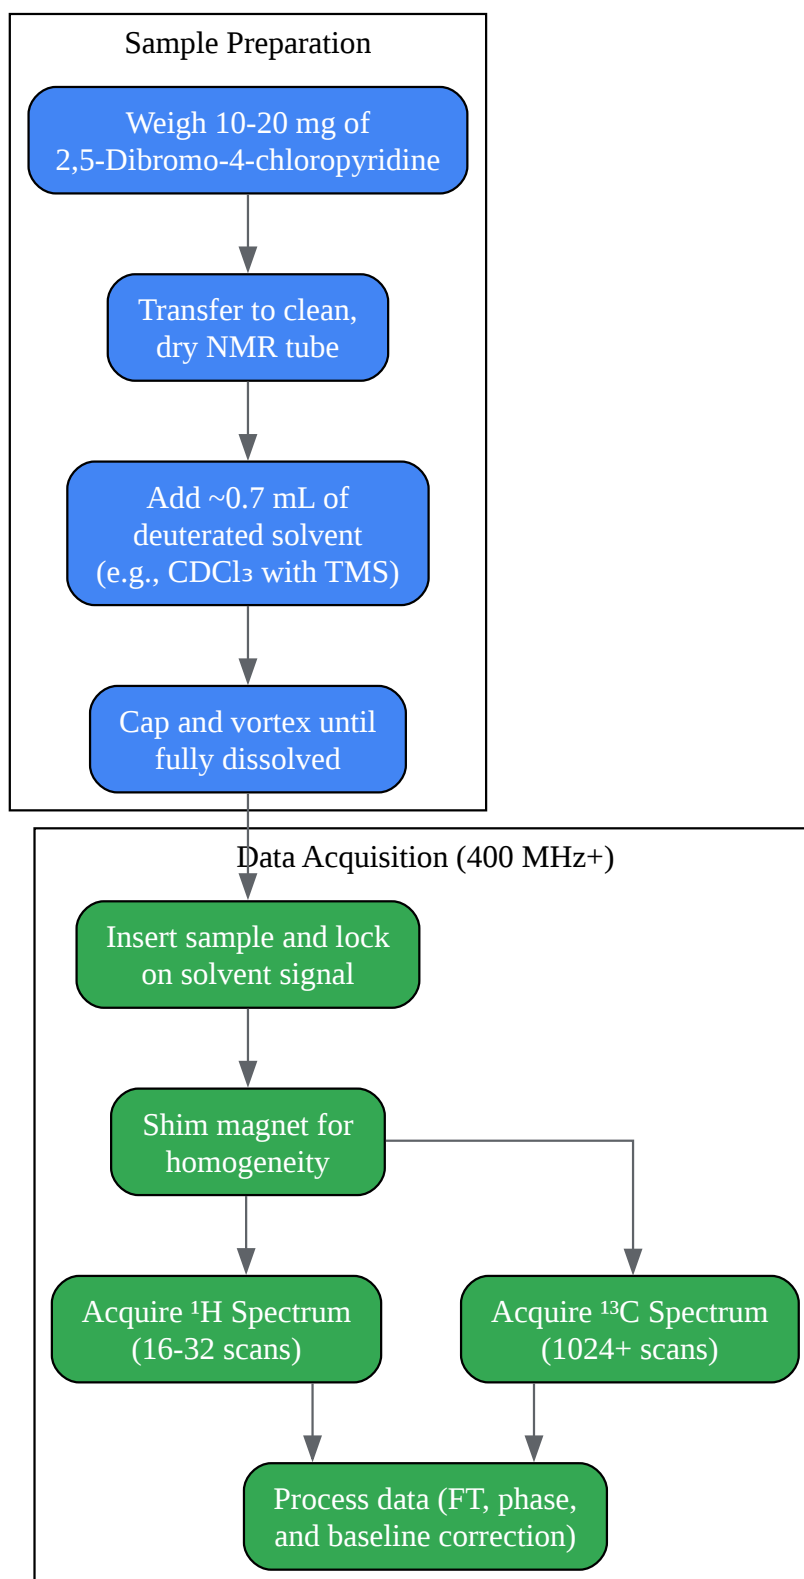 Sample Preparation
Weigh 10-20 mg of
2,5-Dibromo-4-chloropyridine
Transfer to clean,
dry NMR tube
Add ~0.7 mL of
deuterated solvent
(e.g., CDCl₃ with TMS)
Cap and vortex until
fully dissolved
Data Acquisition (400 MHz+)
Insert sample and lock
on solvent signal
Shim magnet for
homogeneity
Acquire ¹H Spectrum
(16-32 scans)
Acquire ¹³C Spectrum
(1024+ scans)
Process data (FT, phase,
and baseline correction)